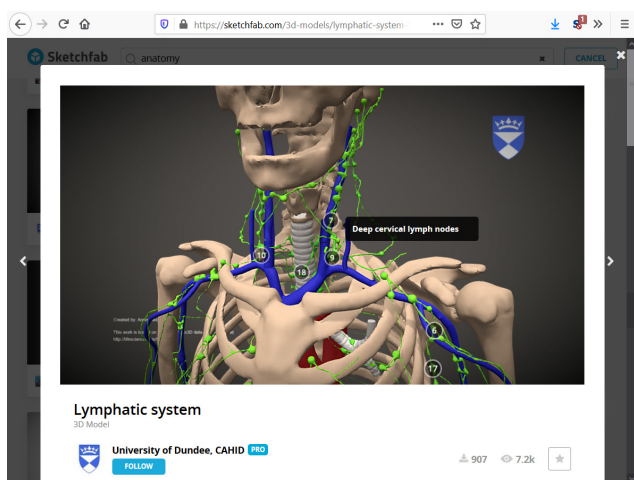 https://sketchfab.com/3d-models/lymphatic-system
1
Sketchfab
anatomy
CANCEL
7
Deep cervical lymph nodes
10
9
18
Created by
This work is
6
17
Lymphatic system
3D Model
University of Dundee, CAHID PRO
FOLLOW
907
7.2k